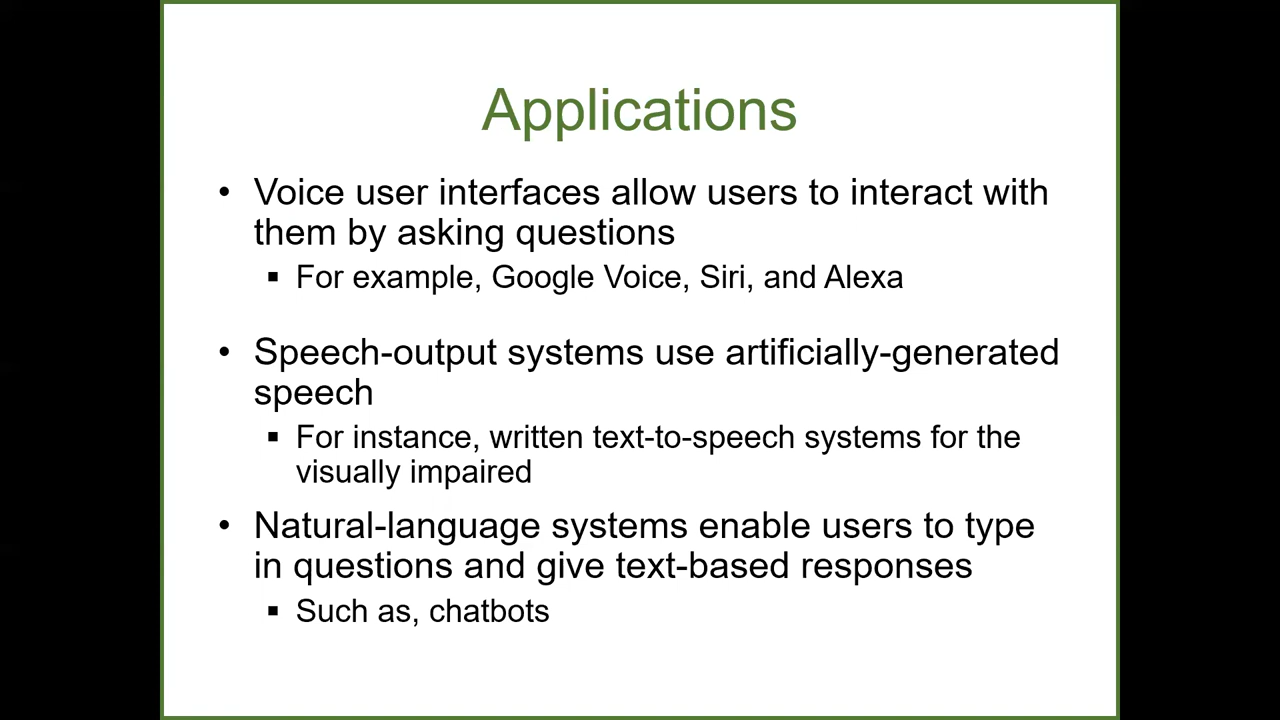 Applications
• Voice user interfaces allow users to interact with
them by asking questions
▪ For example, Google Voice, Siri, and Alexa
• Speech-output systems use artificially-generated
speech
▪ For instance, written text-to-speech systems for the
visually impaired
• Natural-language systems enable users to type
in questions and give text-based responses
▪ Such as, chatbots